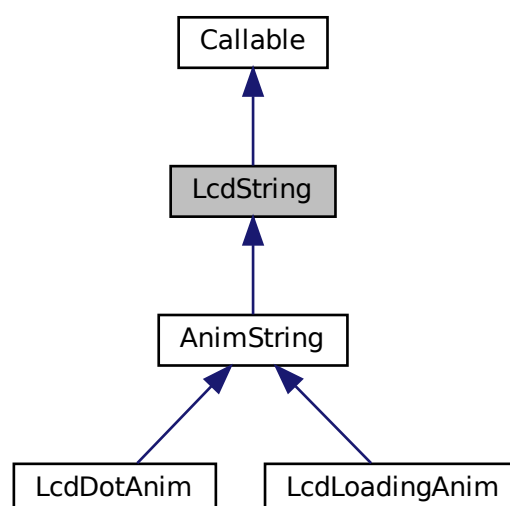 Callable
LcdString
AnimString
LcdDotAnim
LcdLoadingAnim